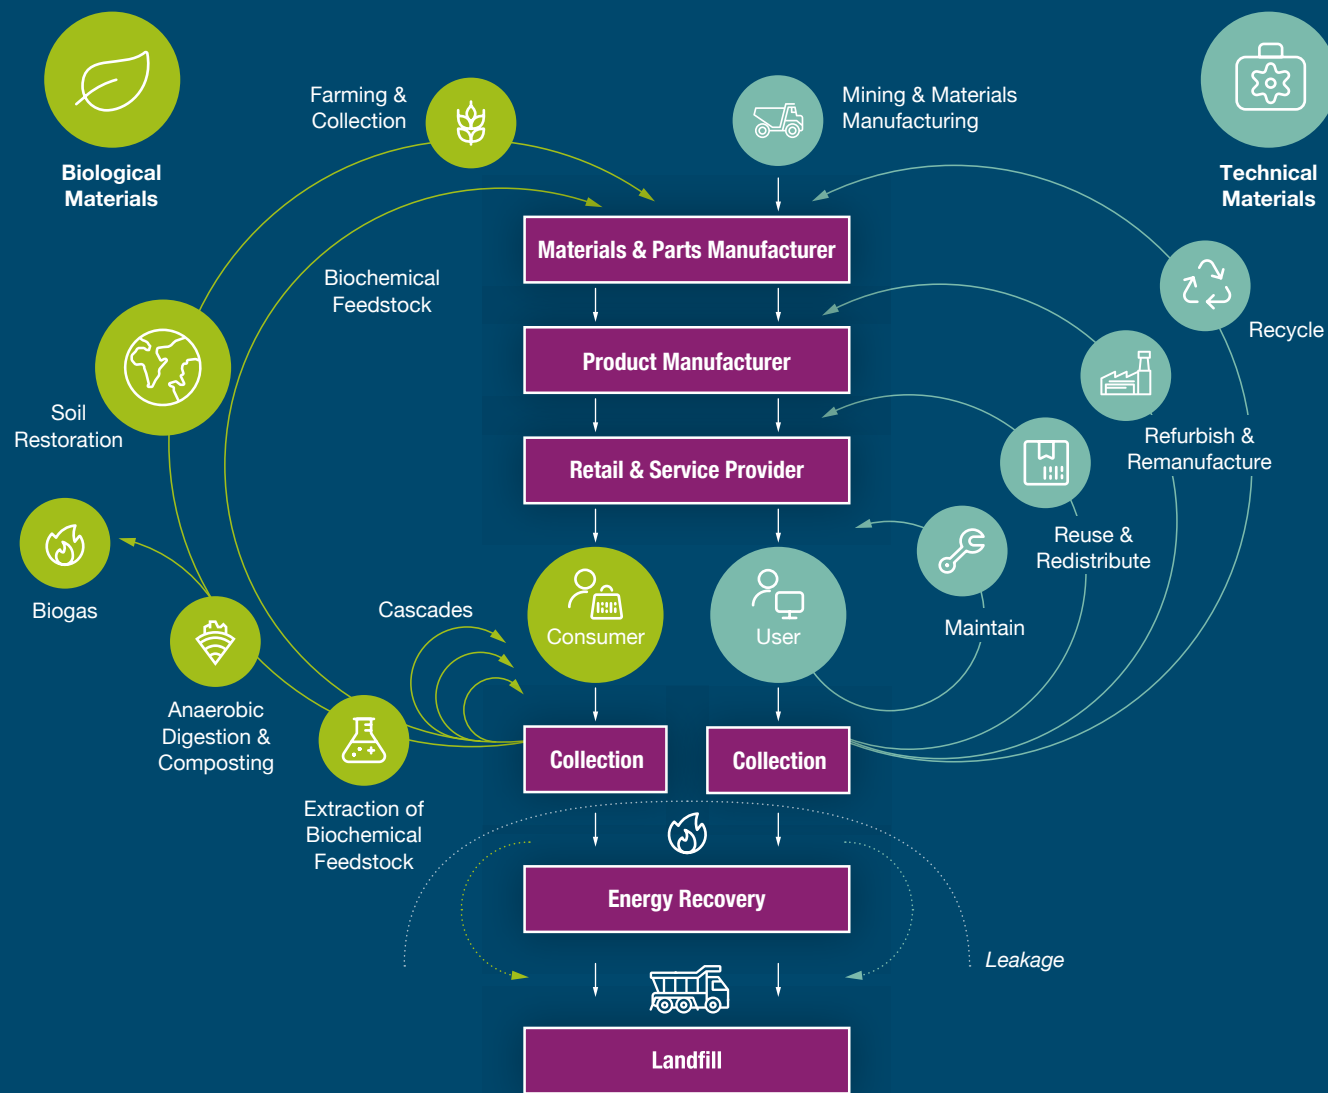 Biological
Materials
Farming &
Collection
Mining & Materials
Manufacturing
Technical
Materials
Materials & Parts Manufacturer
Biochemical
Feedstock
Recycle
Product Manufacturer
Soil
Restoration
Refurbish &
Remanufacture
Retail & Service Provider
Reuse &
Redistribute
Biogas
Cascades
Consumer
User
Maintain
Anaerobic
Digestion &
Composting
Collection
Collection
Extraction of
Biochemical
Feedstock
Energy Recovery
Leakage
Landfill